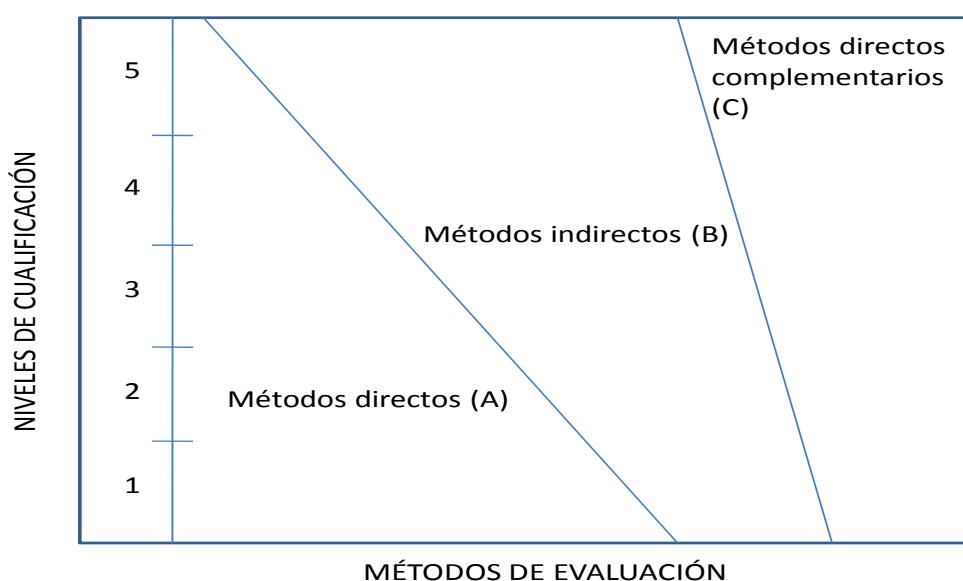 Métodos directos
complementarios
(C)
5
4
Métodos indirectos (B)
3
2
Métodos directos (A)
1
NIVELES DE CUALIFICACIÓN
MÉTODOS DE EVALUACIÓN